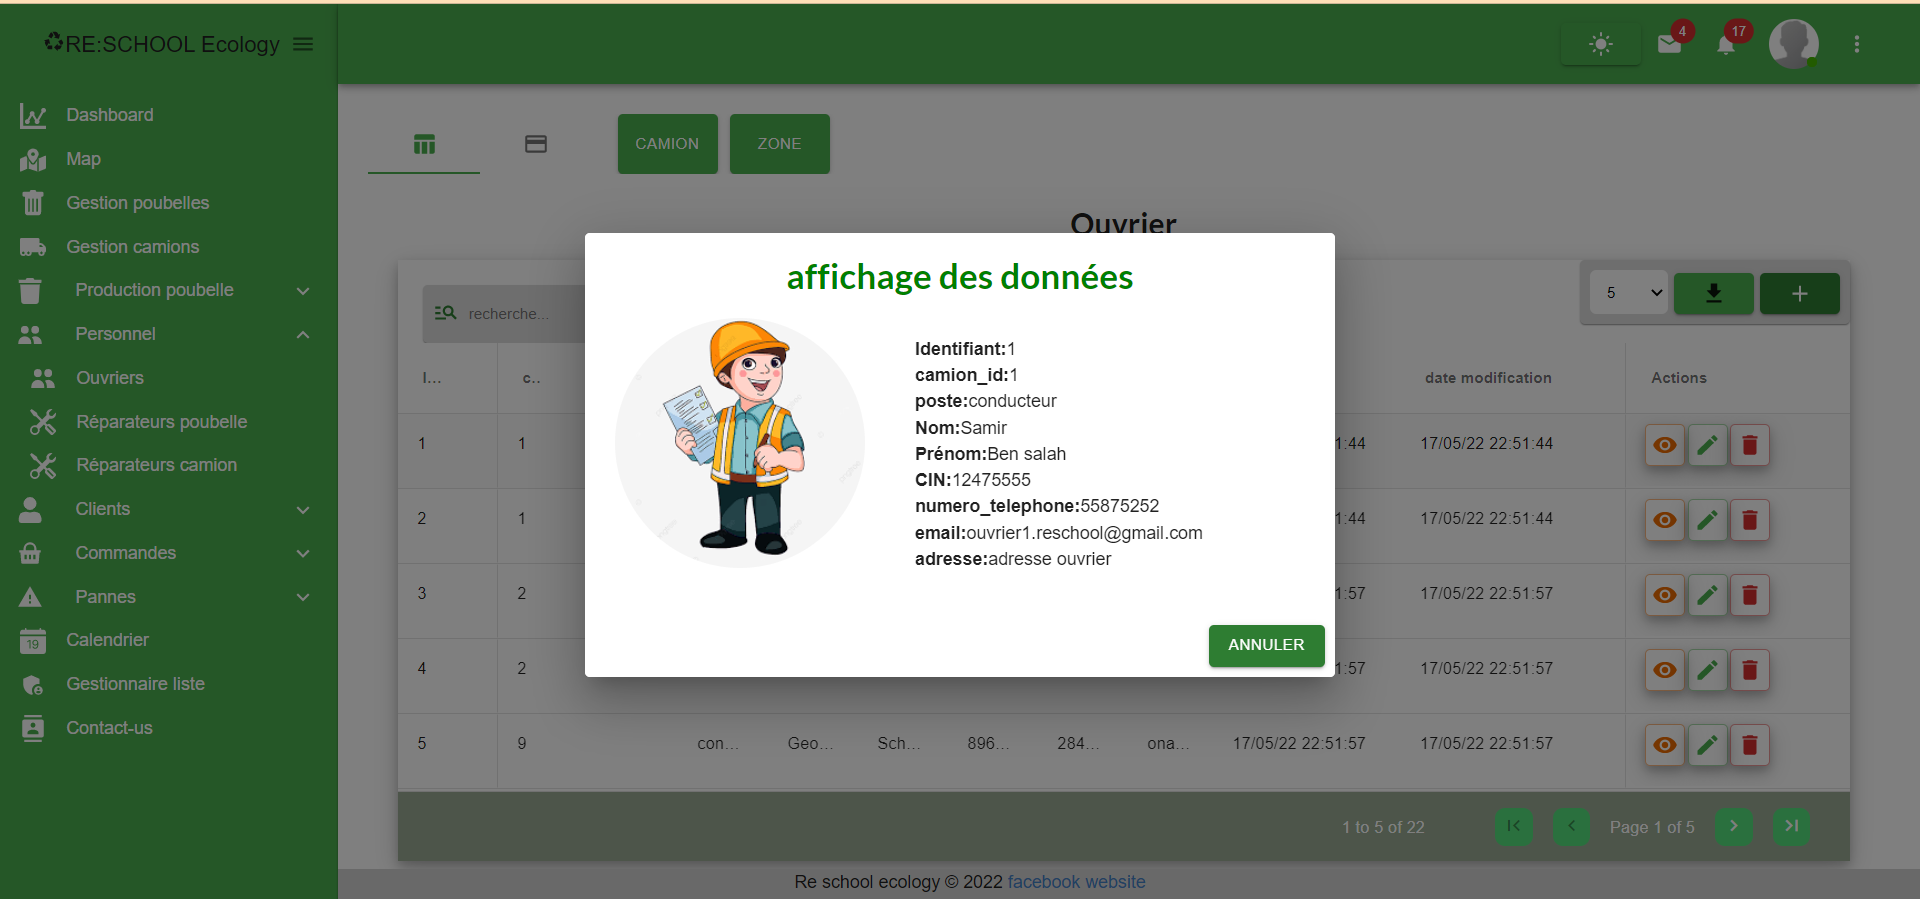 RE:SCHOOL Ecology
4
17
Dashboard
Map
Gestion poubelles
Gestion camions
Production poubelle
Personnel
Ouvriers
Réparateurs poubelle
Réparateurs camion
Clients
Commandes
Pannes
19
Calendrier
Gestionnaire liste
Contact-us
CAMION
ZONE
Ouvrier
recherche...
5
I...
c..
date modification
Actions
1 1 1:44 17/05/22 22:51:44
2 1 1:44 17/05/22 22:51:44
3 2 1:57 17/05/22 22:51:57
4 2 1:57 17/05/22 22:51:57
5 9 con... Geo... Sch... 896... 284... ona... 17/05/22 22:51:57 17/05/22 22:51:57
affichage des données
Identifiant:1
camion_id:1
poste:conducteur
Nom:Samir
Prénom:Ben salah
CIN:12475555
numero_telephone:55875252
email:ouvrier1.reschool@gmail.com
adresse:adresse ouvrier
ANNULER
1 to 5 of 22
Page 1 of 5
Re school ecology © 2022 facebook website